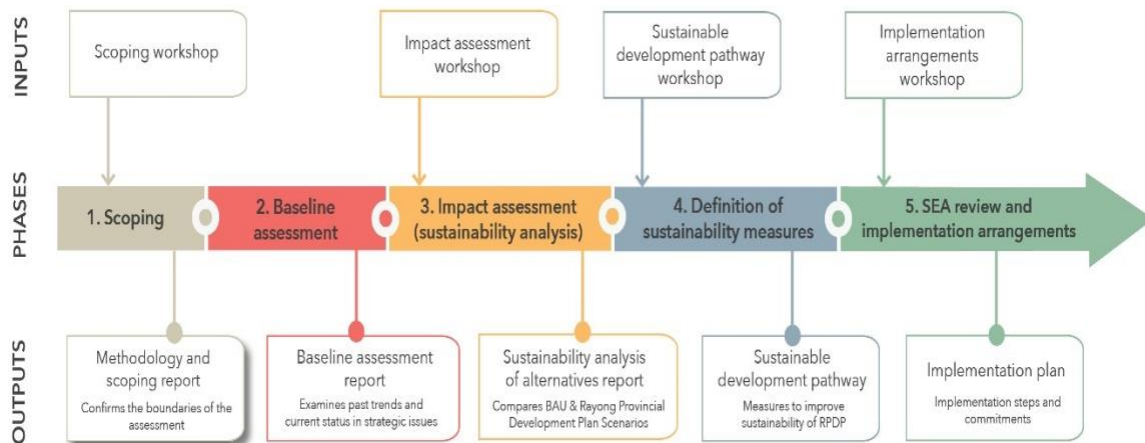 INPUTS
Scoping workshop
Impact assessment
workshop
Sustainable
development pathway
workshop
Implementation
arrangements
workshop
PHASES
1. Scoping
2. Baseline
assessment
3. Impact assessment
(sustainability analysis)
4. Definition of
sustainability measures
5. SEA review and
implementation arrangements
OUTPUTS
Methodology and
scoping report
Confirms the boundaries of the
assessment
Baseline assessment
report
Examines past trends and
current status in strategic issues
Sustainability analysis
of alternatives report
Compares BAU & Rayong Provincial
Development Plan Scenarios
Sustainable
development pathway
Measures to improve
sustainability of RPDP
Implementation plan
Implementation steps and
commitments